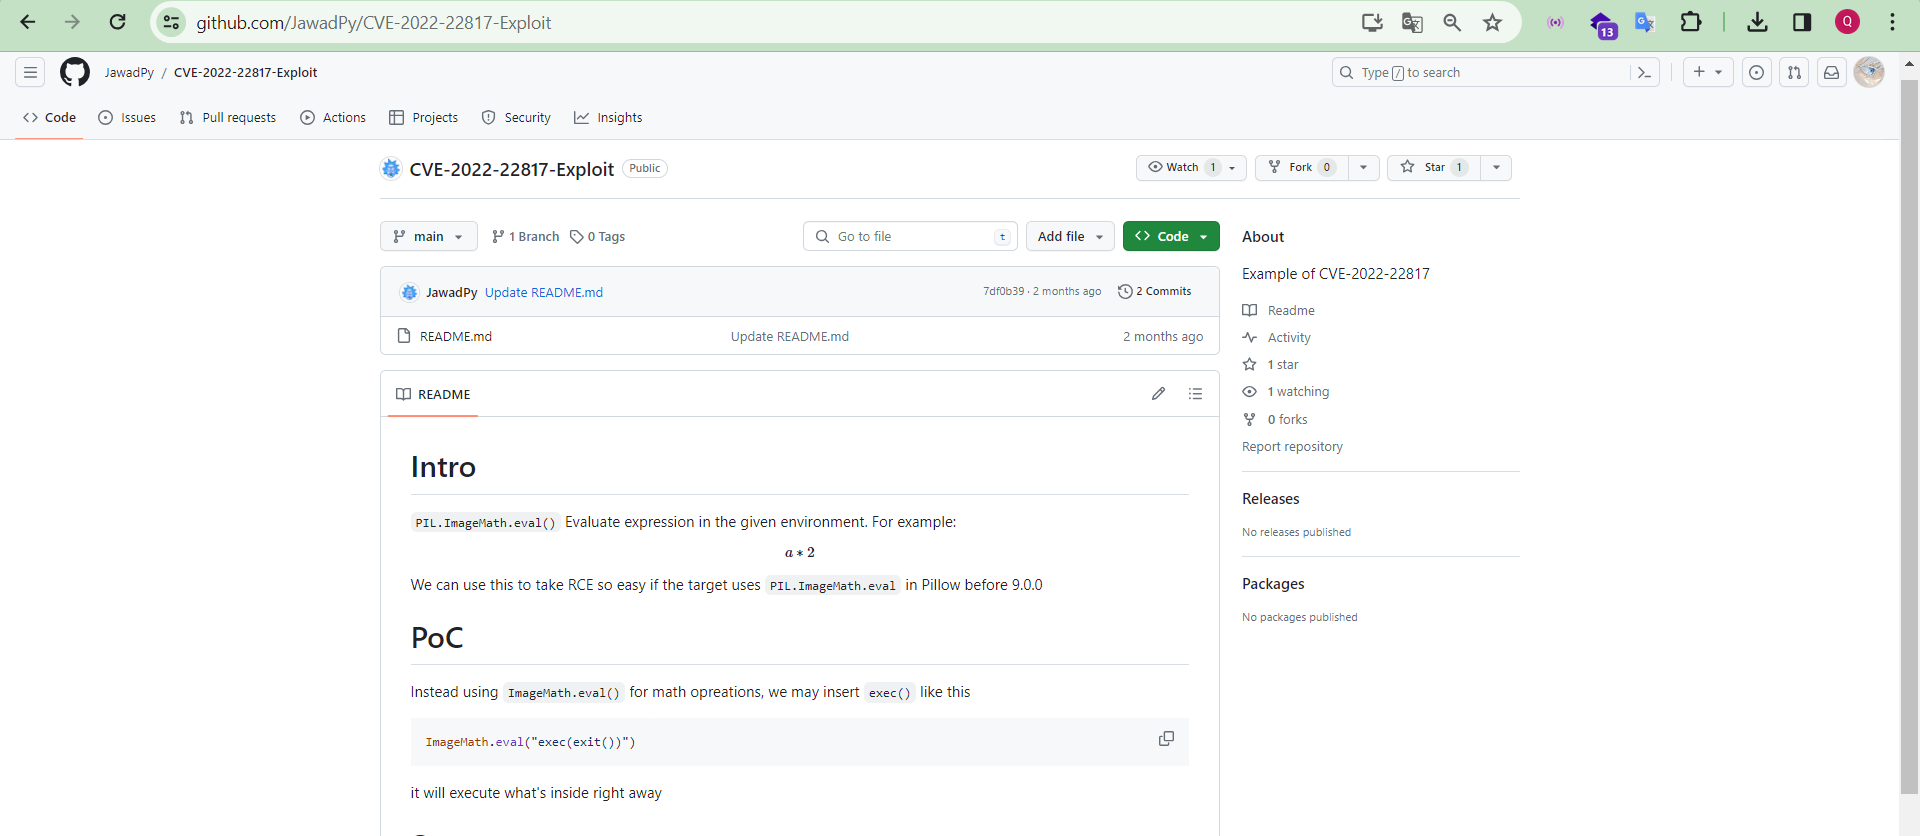 github.com/JawadPy/CVE-2022-22817-Exploit
13
Q
JawadPy / CVE-2022-22817-Exploit
Type / to search
Code Issues Pull requests Actions Projects Security Insights
CVE-2022-22817-Exploit Public
Watch 1 Fork 0 Star 1
main 1 Branch 0 Tags Go to file t Add file Code
JawadPy Update README.md 7df0b39 · 2 months ago 2 Commits
README.md Update README.md 2 months ago
README
Intro
PIL.ImageMath.eval() Evaluate expression in the given environment. For example:
a * 2
We can use this to take RCE so easy if the target uses PIL.ImageMath.eval in Pillow before 9.0.0
PoC
Instead using ImageMath.eval() for math opreations, we may insert exec() like this
ImageMath.eval("exec(exit())")
it will execute what's inside right away
About
Example of CVE-2022-22817
Readme
Activity
1 star
1 watching
0 forks
Report repository
Releases
No releases published
Packages
No packages published